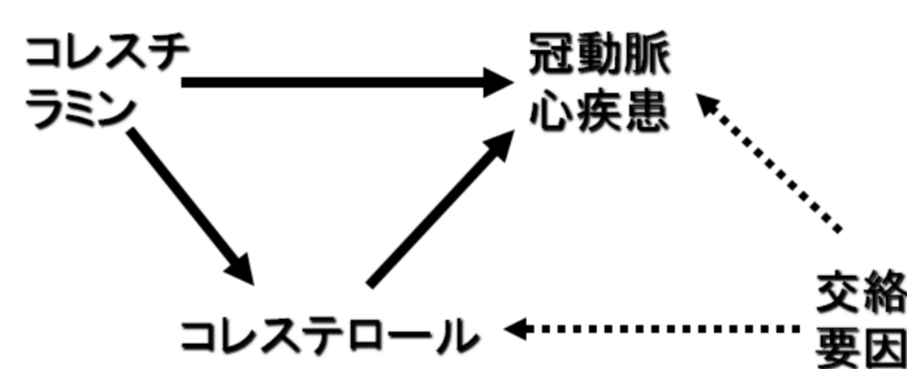 コレスチ
ラミン
冠動脈
心疾患
コレステロール
交絡
要因